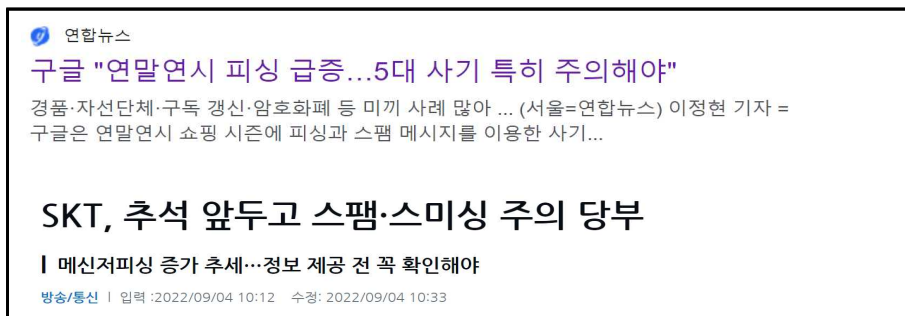 연합뉴스
구글 "연말연시 피싱 급증…5대 사기 특히 주의해야"
경품·자선단체·구독 갱신·암호화폐 등 미끼 사례 많아 ... (서울=연합뉴스) 이정현 기자 =
구글은 연말연시 쇼핑 시즌에 피싱과 스팸 메시지를 이용한 사기...
SKT, 추석 앞두고 스팸·스미싱 주의 당부
메신저피싱 증가 추세…정보 제공 전 꼭 확인해야
방송/통신 | 입력 :2022/09/04 10:12 수정: 2022/09/04 10:33